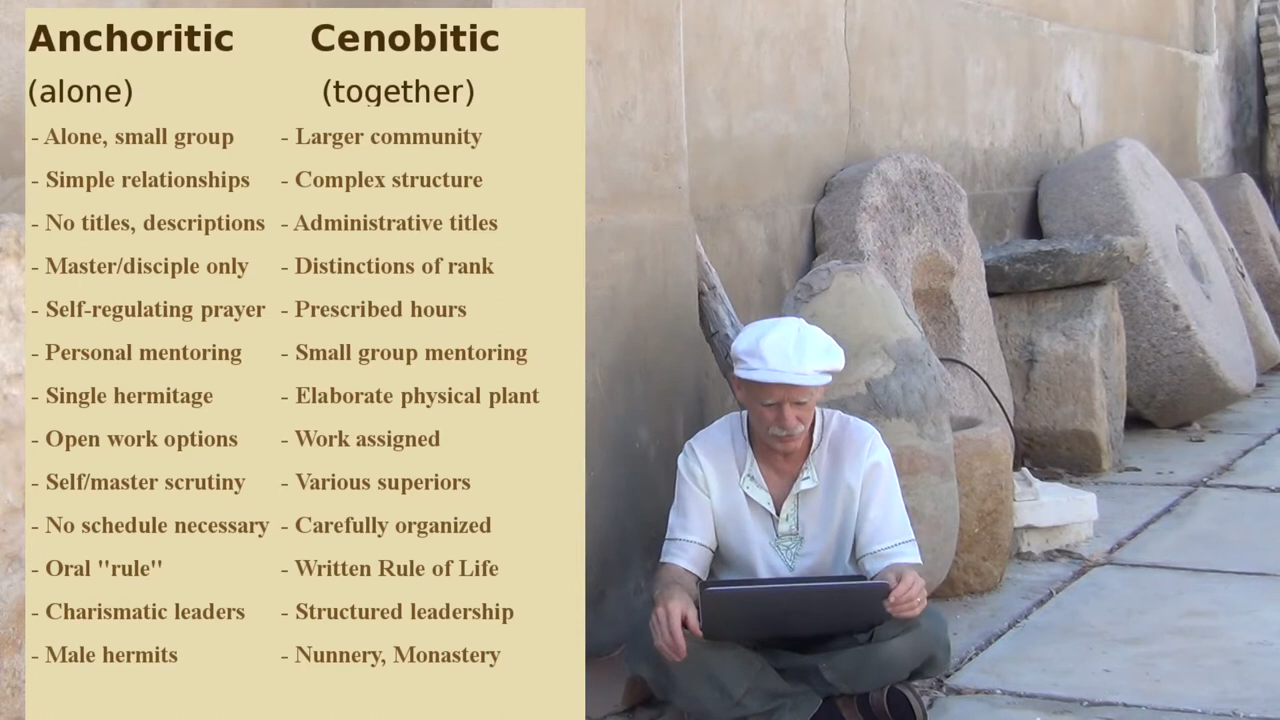 Anchoritic Cenobitic
(alone) (together)
- Alone, small group - Larger community
- Simple relationships - Complex structure
- No titles, descriptions - Administrative titles
- Master/disciple only - Distinctions of rank
- Self-regulating prayer - Prescribed hours
- Personal mentoring - Small group mentoring
- Single hermitage - Elaborate physical plant
- Open work options - Work assigned
- Self/master scrutiny - Various superiors
- No schedule necessary - Carefully organized
- Oral "rule" - Written Rule of Life
- Charismatic leaders - Structured leadership
- Male hermits - Nunnery, Monastery